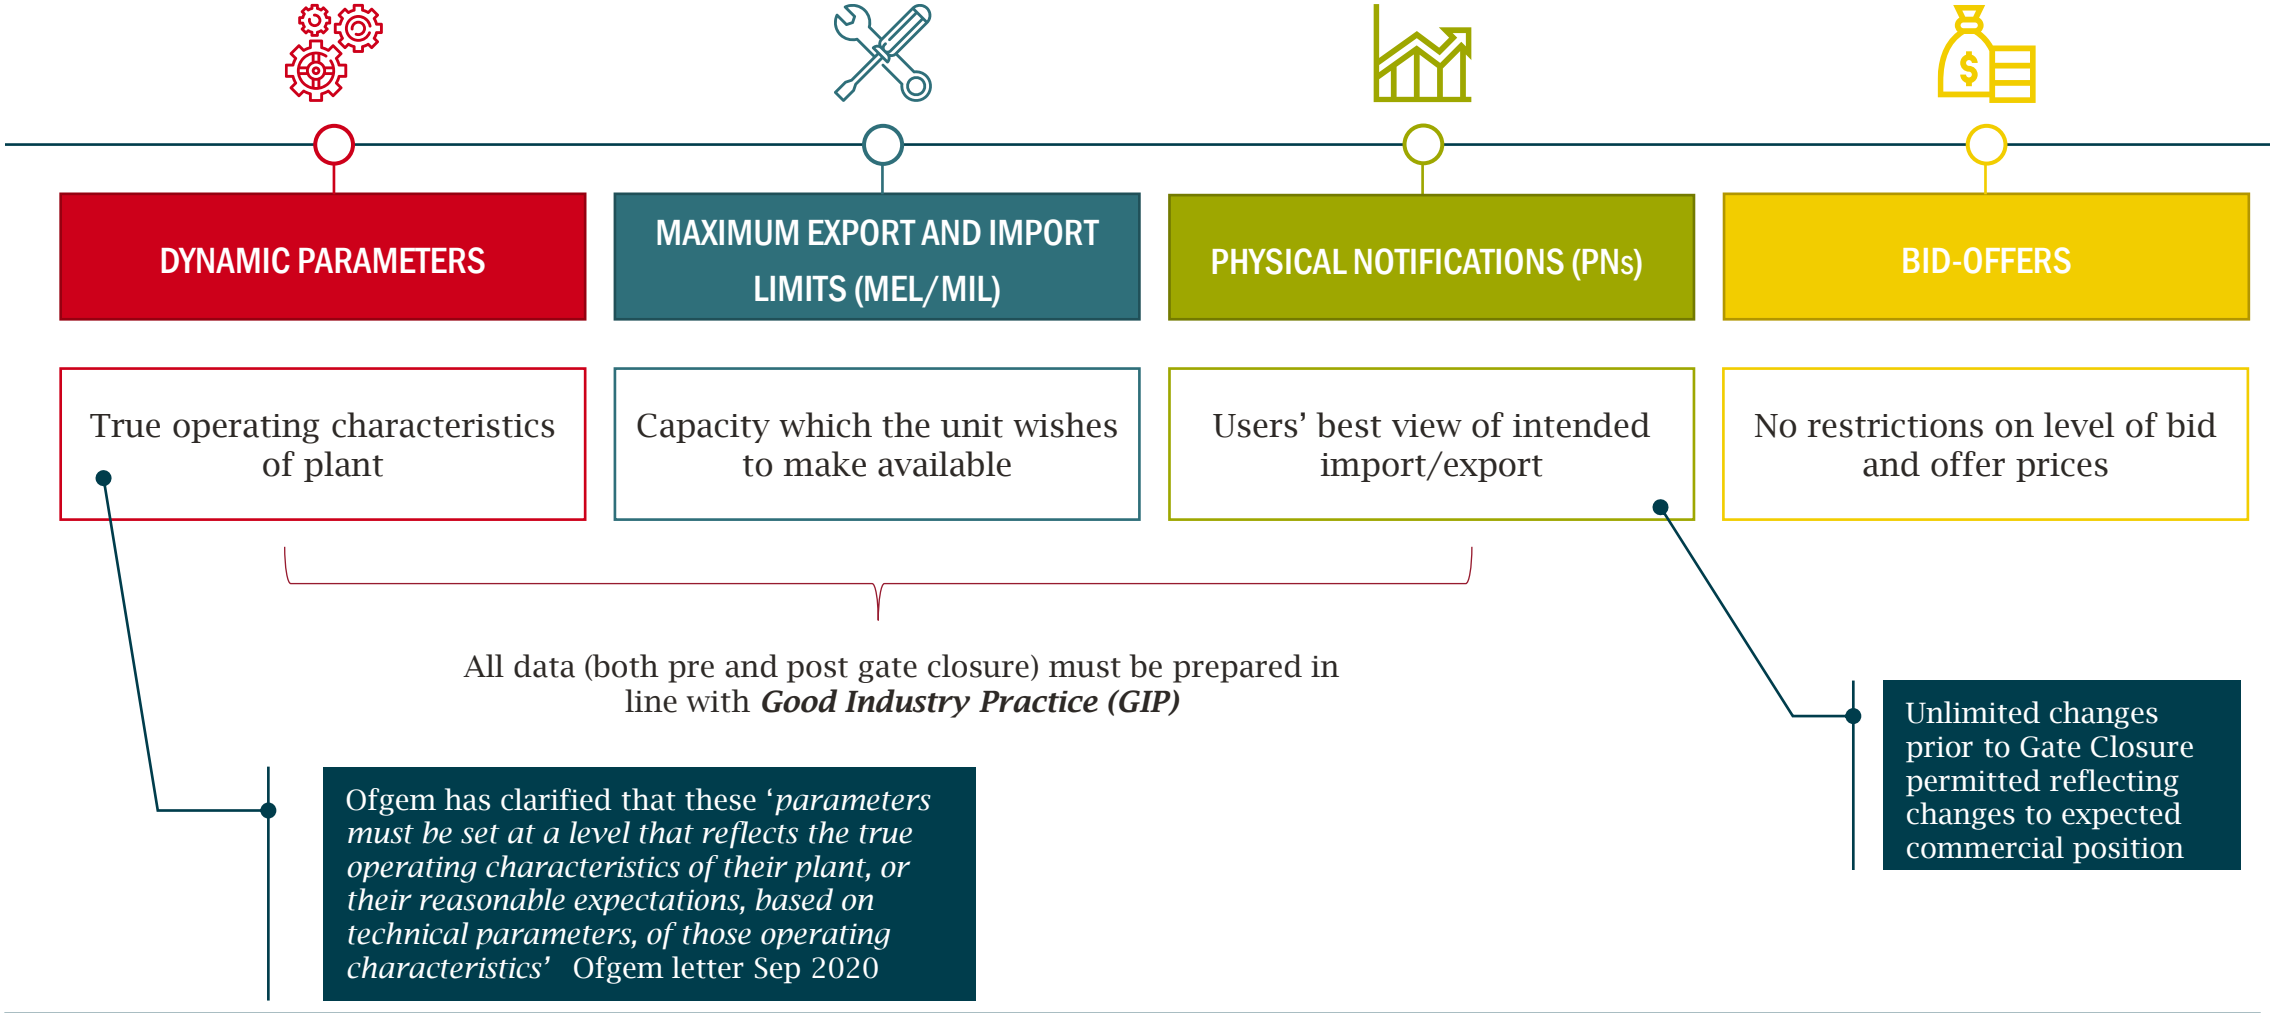 DYNAMIC PARAMETERS
MAXIMUM EXPORT AND IMPORT
LIMITS (MEL/MIL)
PHYSICAL NOTIFICATIONS (PNs)
BID-OFFERS
True operating characteristics
of plant
Capacity which the unit wishes
to make available
Users’ best view of intended
import/export
No restrictions on level of bid
and offer prices
All data (both pre and post gate closure) must be prepared in
line with Good Industry Practice (GIP)
Ofgem has clarified that these ‘parameters
must be set at a level that reflects the true
operating characteristics of their plant, or
their reasonable expectations, based on
technical parameters, of those operating
characteristics’ Ofgem letter Sep 2020
Unlimited changes
prior to Gate Closure
permitted reflecting
changes to expected
commercial position
$